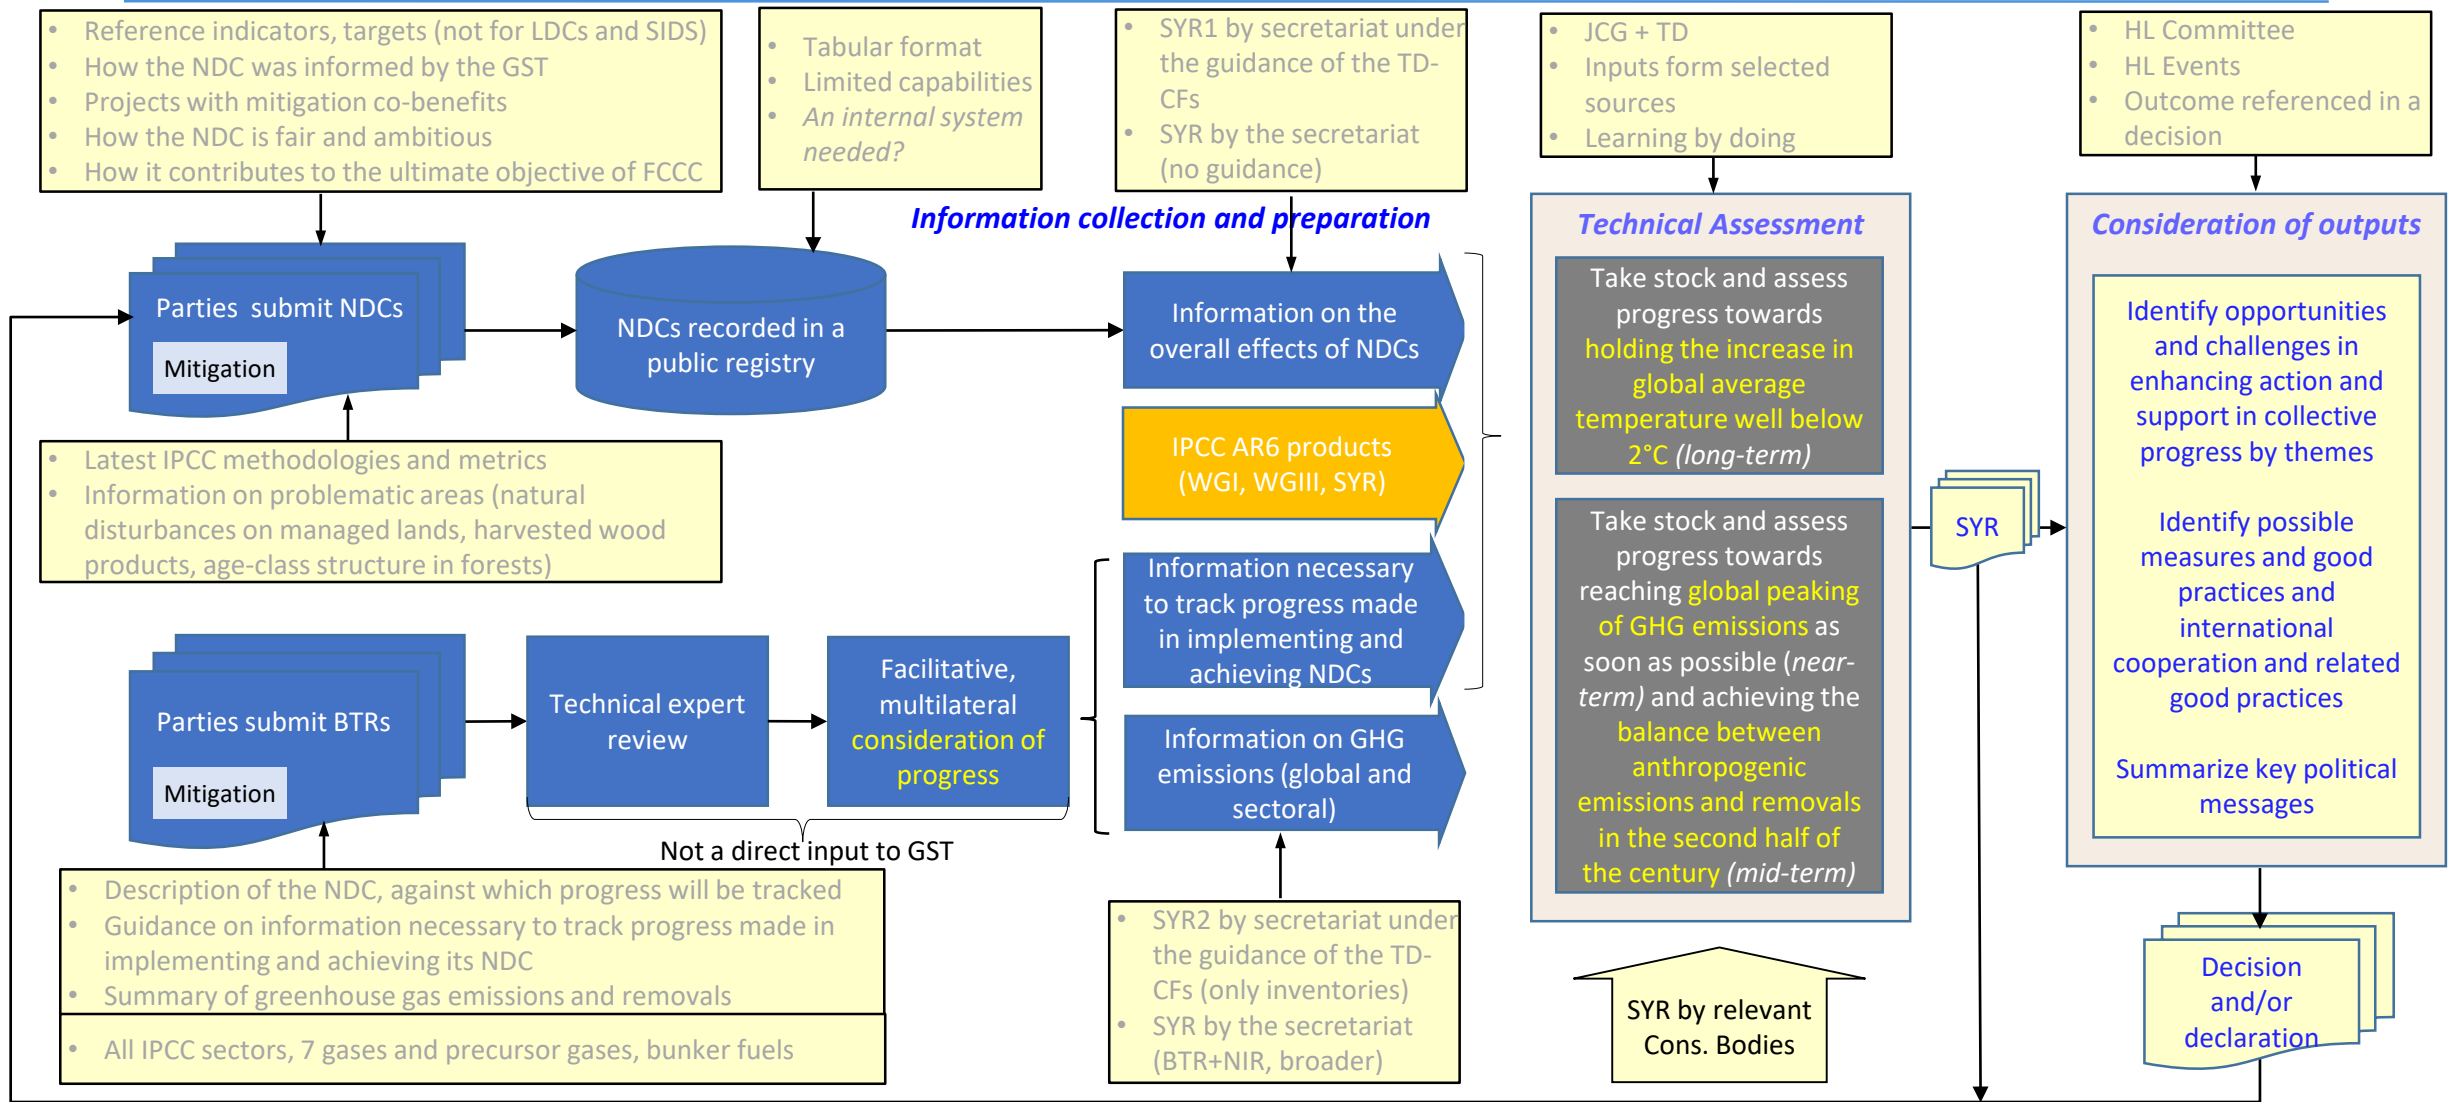 • Reference indicators, targets (not for LDCs and SIDS)
• How the NDC was informed by the GST
• Projects with mitigation co-benefits
• How the NDC is fair and ambitious
• How it contributes to the ultimate objective of FCCC
• Tabular format
• Limited capabilities
• An internal system
needed?
• SYR1 by secretariat under
the guidance of the TD-
CFs
• SYR by the secretariat
(no guidance)
• JCG + TD
• Inputs form selected
sources
• Learning by doing
• HL Committee
• HL Events
• Outcome referenced in a
decision
Information collection and preparation
Parties submit NDCs
Mitigation
NDCs recorded in a
public registry
Information on the
overall effects of NDCs
IPCC AR6 products
(WGI, WGIII, SYR)
Information necessary
to track progress made
in implementing and
achieving NDCs
Information on GHG
emissions (global and
sectoral)
• Latest IPCC methodologies and metrics
• Information on problematic areas (natural
disturbances on managed lands, harvested wood
products, age-class structure in forests)
Parties submit BTRs
Mitigation
Technical expert
review
Facilitative,
multilateral
consideration of
progress
Not a direct input to GST
• Description of the NDC, against which progress will be tracked
• Guidance on information necessary to track progress made in
implementing and achieving its NDC
• Summary of greenhouse gas emissions and removals
• All IPCC sectors, 7 gases and precursor gases, bunker fuels
• SYR2 by secretariat under
the guidance of the TD-
CFs (only inventories)
• SYR by the secretariat
(BTR+NIR, broader)
Technical Assessment
Take stock and assess
progress towards
holding the increase in
global average
temperature well below
2°C (long-term)
Take stock and assess
progress towards
reaching global peaking
of GHG emissions as
soon as possible (near-
term) and achieving the
balance between
anthropogenic
emissions and removals
in the second half of
the century (mid-term)
SYR by relevant
Cons. Bodies
SYR
Consideration of outputs
Identify opportunities
and challenges in
enhancing action and
support in collective
progress by themes
Identify possible
measures and good
practices and
international
cooperation and related
good practices
Summarize key political
messages
Decision
and/or
declaration